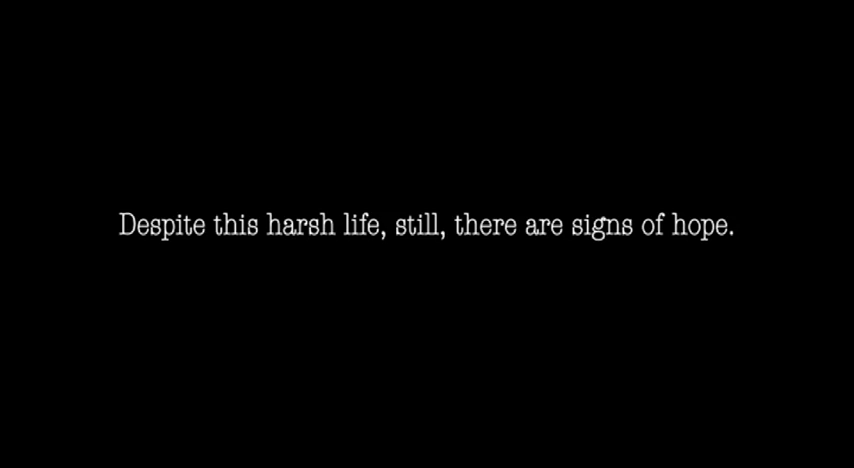 Despite this harsh life, still, there are signs of hope.